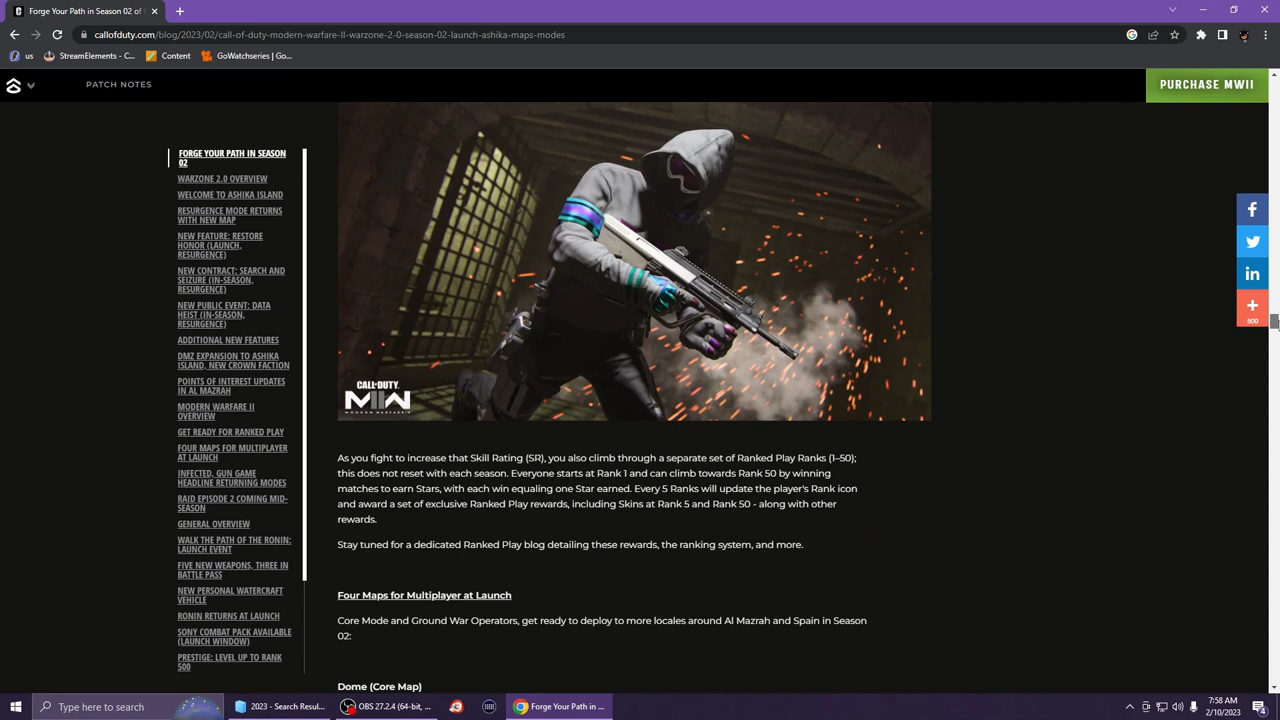 Forge Your Path in Season 02 of
callofduty.com/blog/2023/02/call-of-duty-modern-warfare-II-warzone-2-0-season-02-launch-ashika-maps-modes
us
StreamElements - C...
Content
GoWatchseries | Go...
PATCH NOTES
PURCHASE MWII
FORGE YOUR PATH IN SEASON
02
WARZONE 2.0 OVERVIEW
WELCOME TO ASHIKA ISLAND
RESURGENCE MODE RETURNS
WITH NEW MAP
NEW FEATURE: RESTORE
HONOR (LAUNCH,
RESURGENCE)
NEW CONTRACT: SEARCH AND
SEIZURE (IN-SEASON,
RESURGENCE)
NEW PUBLIC EVENT: DATA
HEIST (IN-SEASON,
RESURGENCE)
ADDITIONAL NEW FEATURES
DMZ EXPANSION TO ASHIKA
ISLAND, NEW CROWN FACTION
POINTS OF INTEREST UPDATES
IN AL MAZRAH
MODERN WARFARE II
OVERVIEW
GET READY FOR RANKED PLAY
FOUR MAPS FOR MULTIPLAYER
AT LAUNCH
INFECTED, GUN GAME
HEADLINE RETURNING MODES
RAID EPISODE 2 COMING MID-
SEASON
GENERAL OVERVIEW
WALK THE PATH OF THE RONIN:
LAUNCH EVENT
FIVE NEW WEAPONS, THREE IN
BATTLE PASS
NEW PERSONAL WATERCRAFT
VEHICLE
RONIN RETURNS AT LAUNCH
SONY COMBAT PACK AVAILABLE
(LAUNCH WINDOW)
PRESTIGE: LEVEL UP TO RANK
500
CALL OF DUTY
MWII
MODERN WARFARE II
As you fight to increase that Skill Rating (SR), you also climb through a separate set of Ranked Play Ranks (1–50);
this does not reset with each season. Everyone starts at Rank 1 and can climb towards Rank 50 by winning
matches to earn Stars, with each win equaling one Star earned. Every 5 Ranks will update the player's Rank icon
and award a set of exclusive Ranked Play rewards, including Skins at Rank 5 and Rank 50 - along with other
rewards.
Stay tuned for a dedicated Ranked Play blog detailing these rewards, the ranking system, and more.
Four Maps for Multiplayer at Launch
Core Mode and Ground War Operators, get ready to deploy to more locales around Al Mazrah and Spain in Season
02:
Dome (Core Map)
500
Type here to search
2023 - Search Resul...
OBS 27.2.4 (64-bit, ...
Forge Your Path in ...
7:58 AM
2/10/2023
4